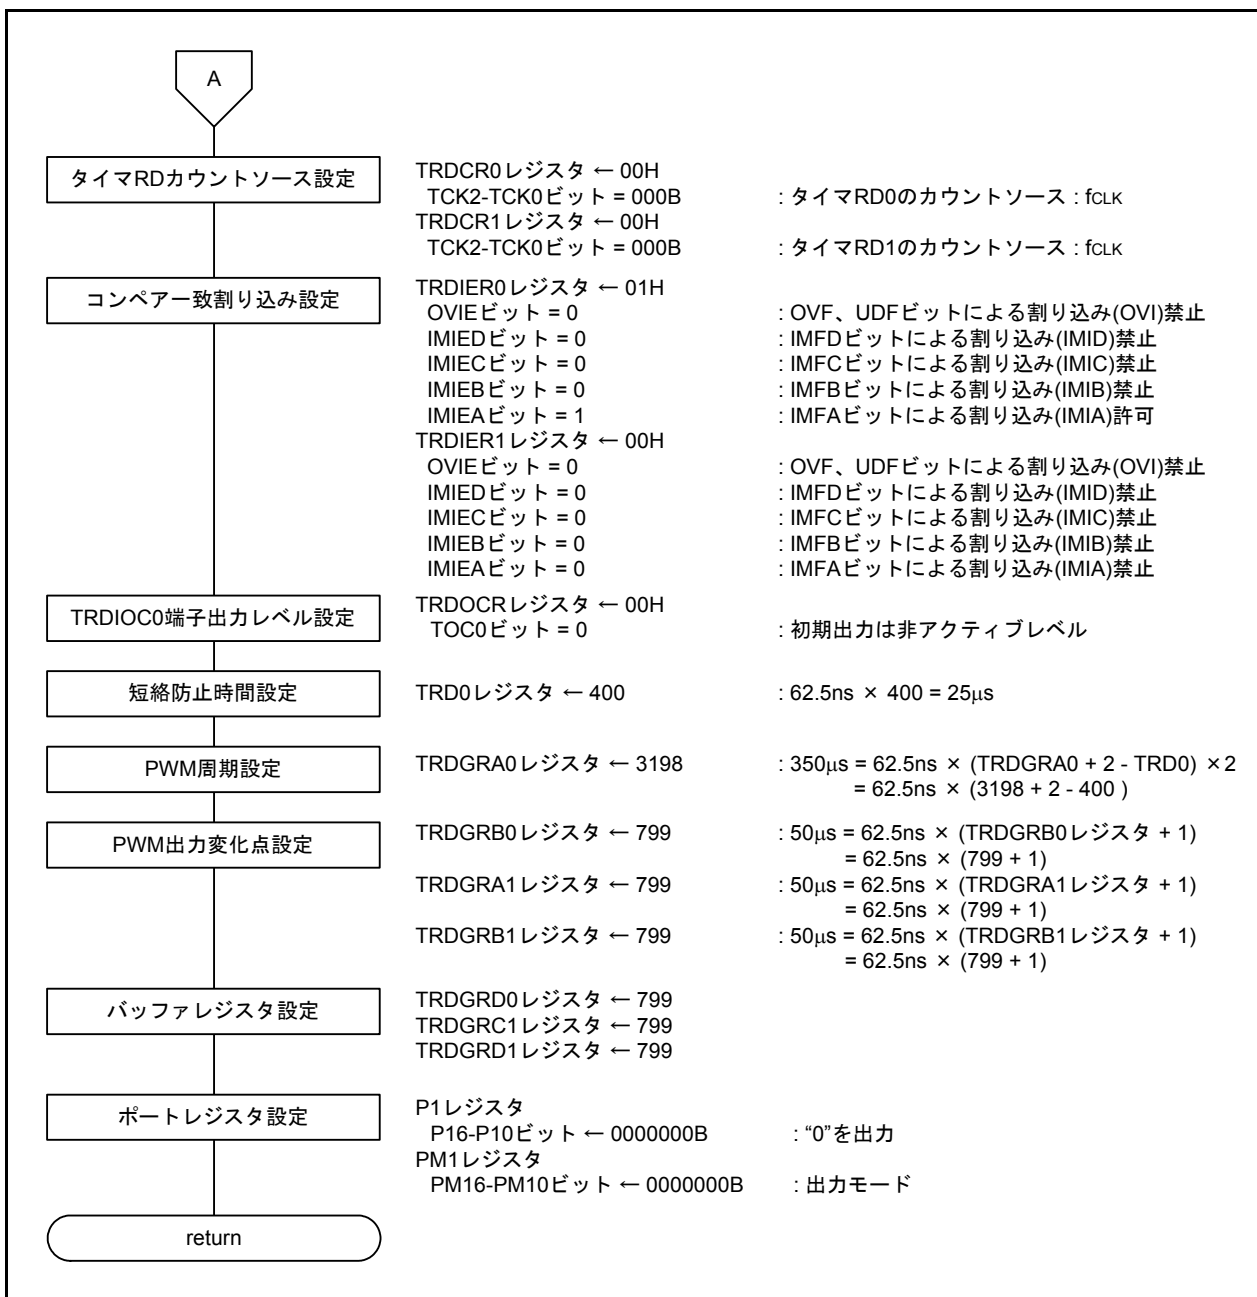 A
タイマRDカウントソース設定
TRDCR0レジスタ ← 00H
TCK2-TCK0ビット = 000B : タイマRD0のカウントソース : fCLK
TRDCR1レジスタ ← 00H
TCK2-TCK0ビット = 000B : タイマRD1のカウントソース : fCLK
コンペア一致割り込み設定
TRDIER0レジスタ ← 01H
OVIEビット = 0 : OVF、UDFビットによる割り込み(OVI)禁止
IMIEDビット = 0 : IMFDビットによる割り込み(IMID)禁止
IMIECビット = 0 : IMFCビットによる割り込み(IMIC)禁止
IMIEBビット = 0 : IMFBビットによる割り込み(IMIB)禁止
IMIEAビット = 1 : IMFAビットによる割り込み(IMIA)許可
TRDIER1レジスタ ← 00H
OVIEビット = 0 : OVF、UDFビットによる割り込み(OVI)禁止
IMIEDビット = 0 : IMFDビットによる割り込み(IMID)禁止
IMIECビット = 0 : IMFCビットによる割り込み(IMIC)禁止
IMIEBビット = 0 : IMFBビットによる割り込み(IMIB)禁止
IMIEAビット = 0 : IMFAビットによる割り込み(IMIA)禁止
TRDIOC0端子出力レベル設定
TRDOCRレジスタ ← 00H
TOC0ビット = 0 : 初期出力は非アクティブレベル
短絡防止時間設定
TRD0レジスタ ← 400 : 62.5ns × 400 = 25μs
PWM周期設定
TRDGRA0レジスタ ← 3198 : 350μs = 62.5ns × (TRDGRA0 + 2 - TRD0) ×2
= 62.5ns × (3198 + 2 - 400 )
PWM出力変化点設定
TRDGRB0レジスタ ← 799 : 50μs = 62.5ns × (TRDGRB0レジスタ + 1)
= 62.5ns × (799 + 1)
TRDGRA1レジスタ ← 799 : 50μs = 62.5ns × (TRDGRA1レジスタ + 1)
= 62.5ns × (799 + 1)
TRDGRB1レジスタ ← 799 : 50μs = 62.5ns × (TRDGRB1レジスタ + 1)
= 62.5ns × (799 + 1)
バッファレジスタ設定
TRDGRD0レジスタ ← 799
TRDGRC1レジスタ ← 799
TRDGRD1レジスタ ← 799
ポートレジスタ設定
P1レジスタ
P16-P10ビット ← 0000000B : “0”を出力
PM1レジスタ
PM16-PM10ビット ← 0000000B : 出力モード
return